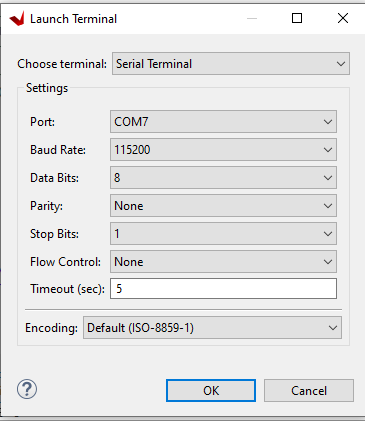 Launch Terminal
Choose terminal: Serial Terminal
Settings
Port: COM7
Baud Rate: 115200
Data Bits: 8
Parity: None
Stop Bits: 1
Flow Control: None
Timeout (sec): 5
Encoding: Default (ISO-8859-1)
? OK Cancel